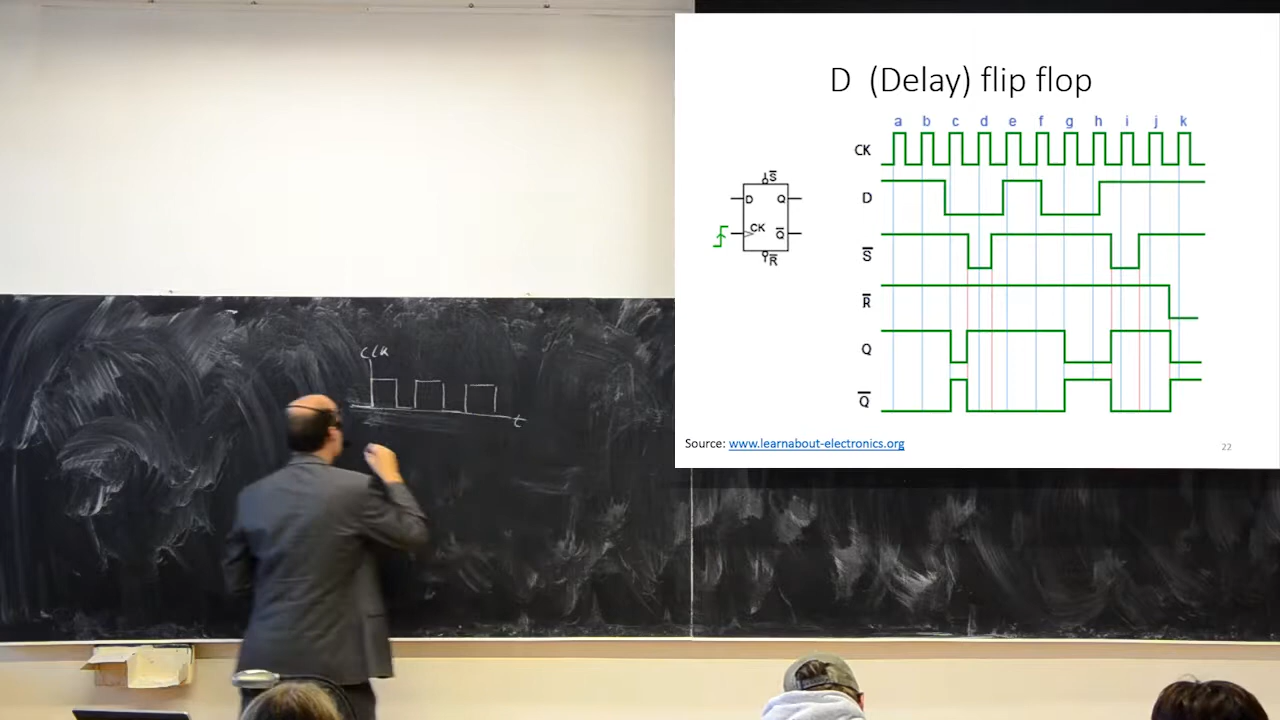 D (Delay) flip flop
a b c d e f g h i j k
CK
D
S̅
R̅
Q
Q̅
S̅
D Q
CK Q̅
R̅
Source: www.learnabout-electronics.org
22
CLK
t